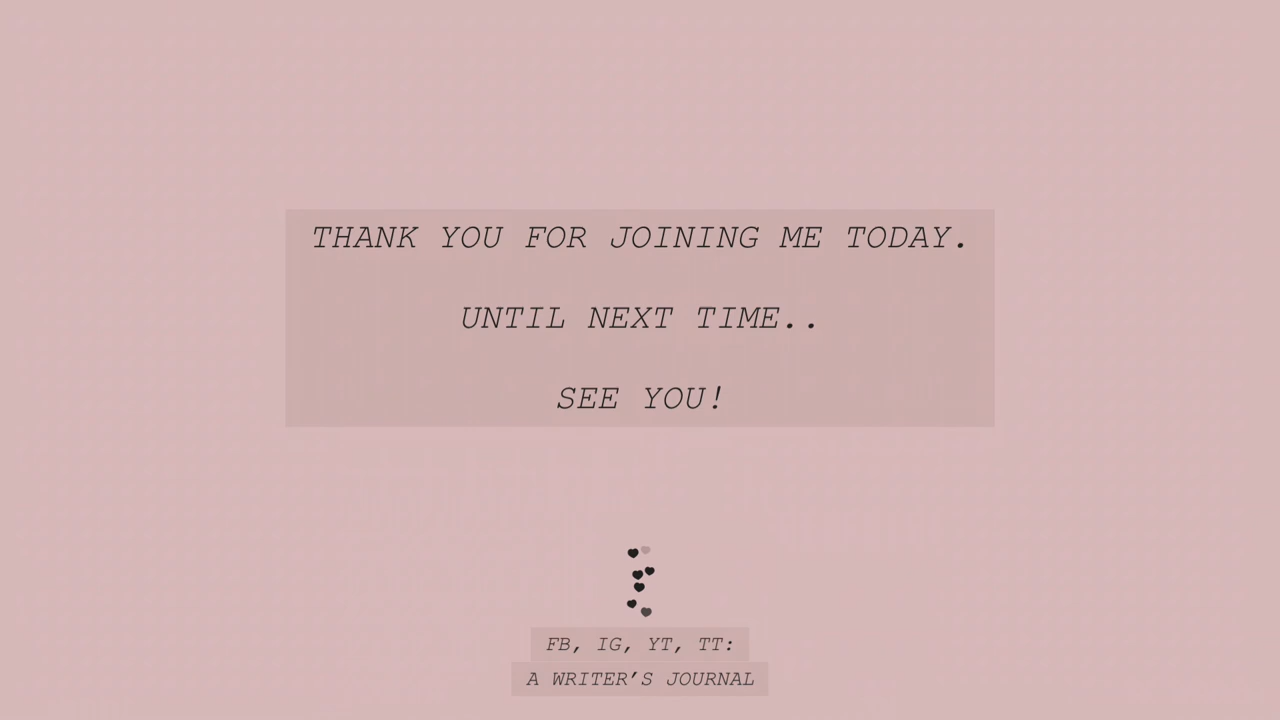 THANK YOU FOR JOINING ME TODAY.
UNTIL NEXT TIME..
SEE YOU!
FB, IG, YT, TT:
A WRITER’S JOURNAL